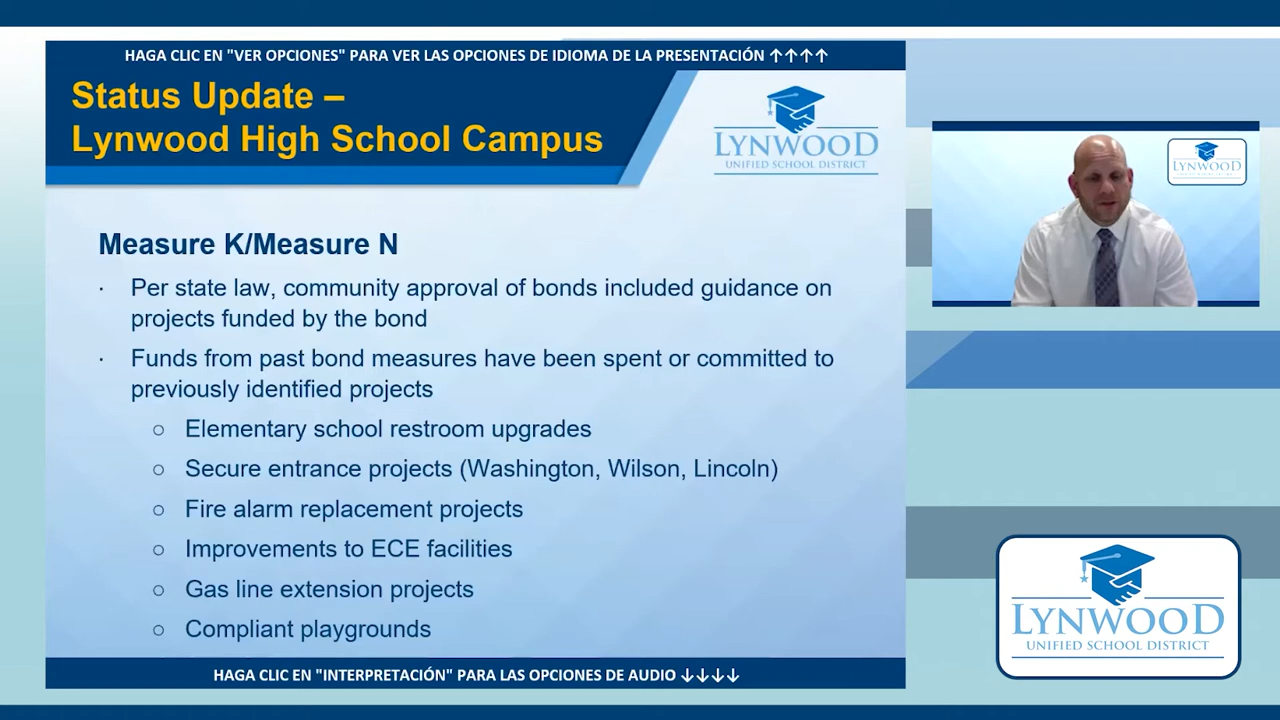 HAGA CLIC EN "VER OPCIONES" PARA VER LAS OPCIONES DE IDIOMA DE LA PRESENTACIÓN ↑↑↑↑
Status Update –
Lynwood High School Campus
LYNWOOD
UNIFIED SCHOOL DISTRICT
Measure K/Measure N
· Per state law, community approval of bonds included guidance on
projects funded by the bond
· Funds from past bond measures have been spent or committed to
previously identified projects
○ Elementary school restroom upgrades
○ Secure entrance projects (Washington, Wilson, Lincoln)
○ Fire alarm replacement projects
○ Improvements to ECE facilities
○ Gas line extension projects
○ Compliant playgrounds
HAGA CLIC EN "INTERPRETACIÓN" PARA LAS OPCIONES DE AUDIO ↓↓↓↓
LYNWOOD
LYNWOOD
UNIFIED SCHOOL DISTRICT